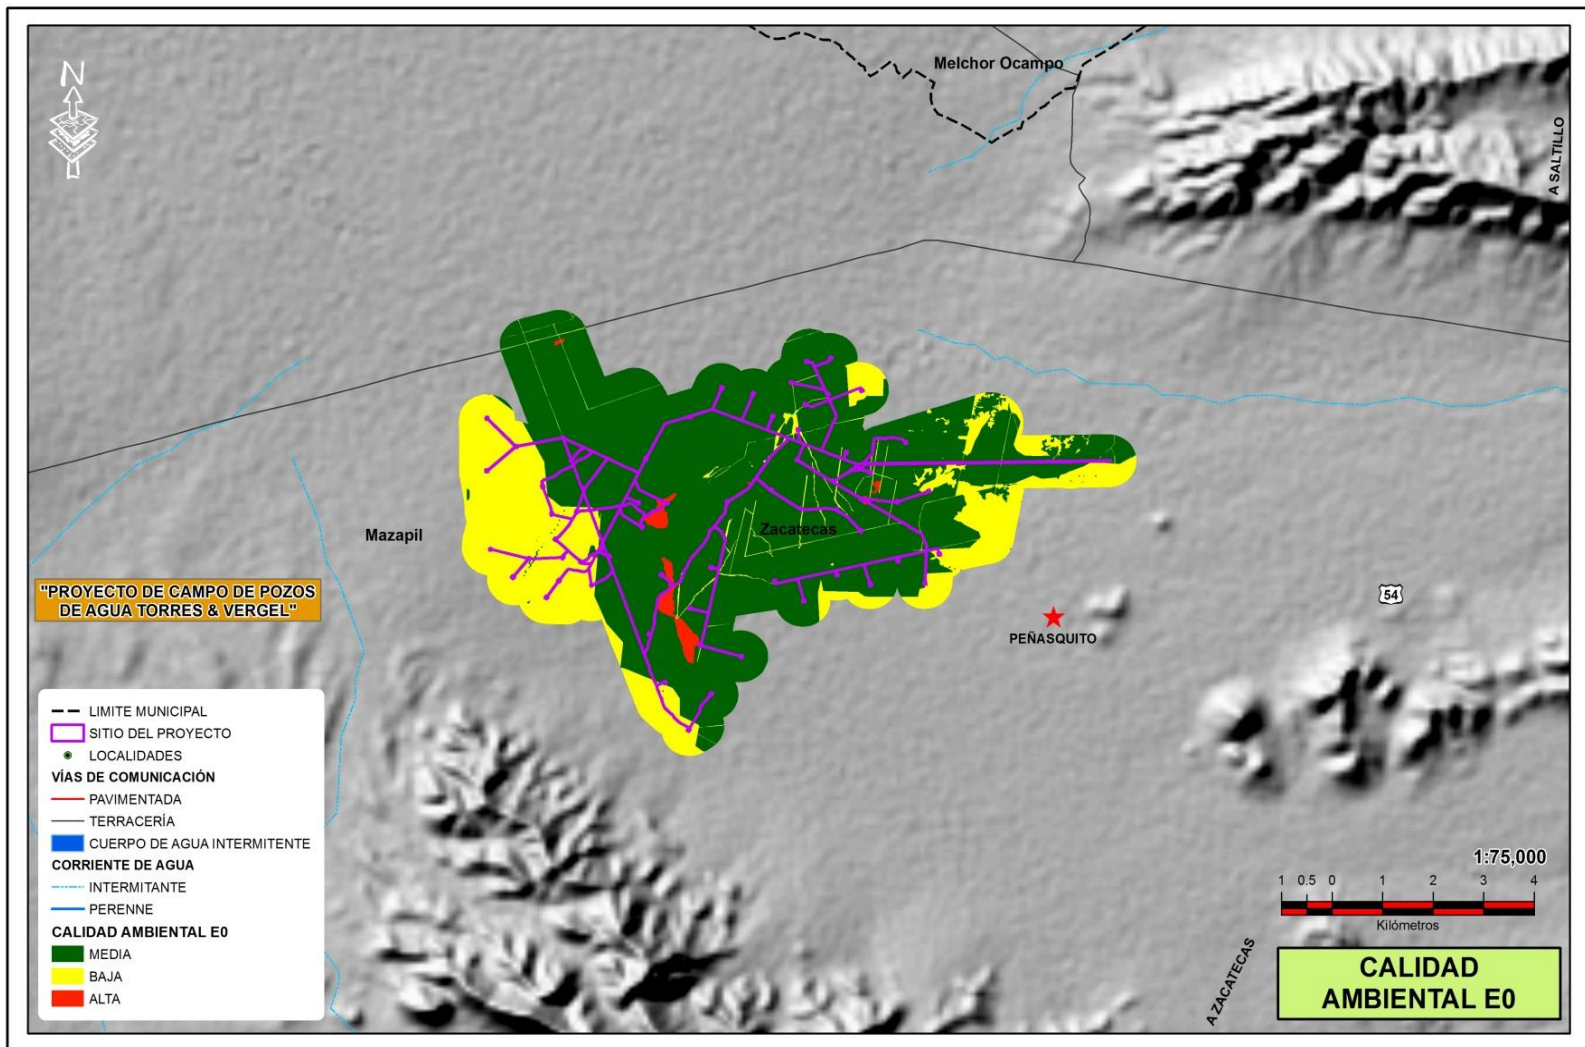 N
Melchor Ocampo
A SALTILLO
Mazapil
Zacatecas
"PROYECTO DE CAMPO DE POZOS
DE AGUA TORRES & VERGEL"
54
PEÑASQUITO
LIMITE MUNICIPAL
SITIO DEL PROYECTO
LOCALIDADES
VÍAS DE COMUNICACIÓN
PAVIMENTADA
TERRACERÍA
CUERPO DE AGUA INTERMITENTE
CORRIENTE DE AGUA
INTERMITANTE
PERENNE
CALIDAD AMBIENTAL E0
MEDIA
BAJA
ALTA
1:75,000
1 0.5 0 1 2 3 4
Kilómetros
A ZACATECAS
CALIDAD
AMBIENTAL E0